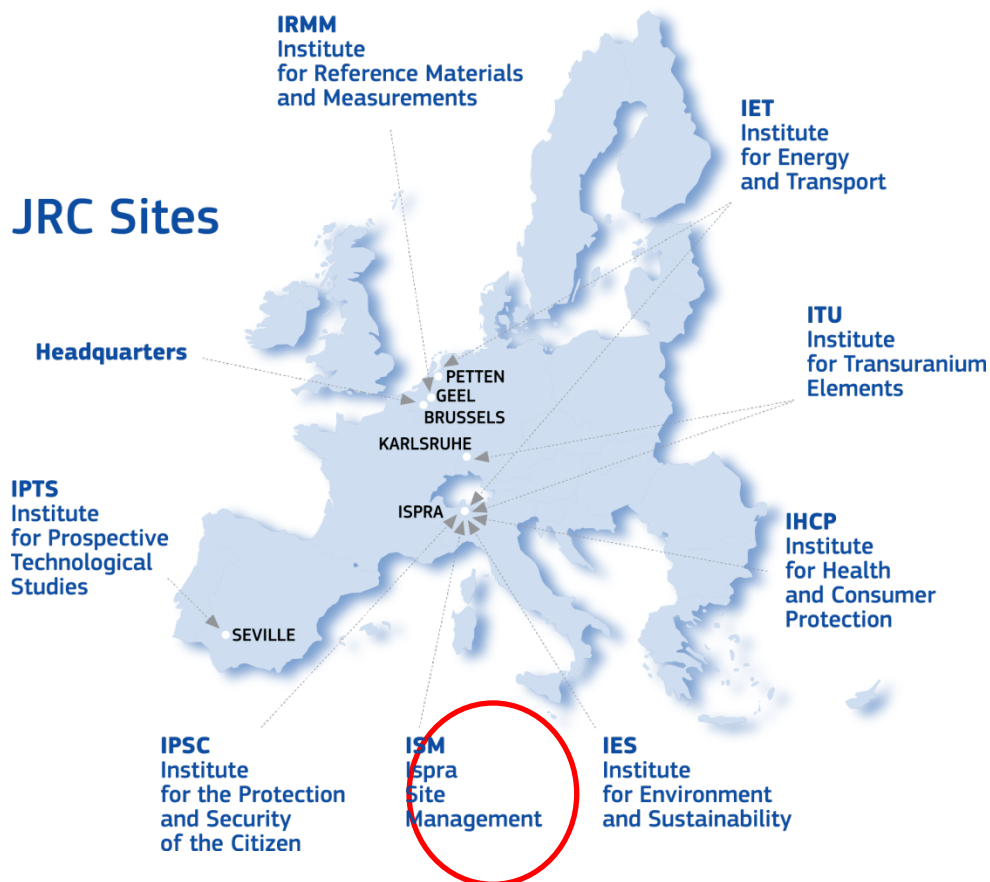 IRMM
Institute
for Reference Materials
and Measurements
IET
Institute
for Energy
and Transport
JRC Sites
ITU
Institute
for Transuranium
Elements
Headquarters
PETTEN
GEEL
BRUSSELS
KARLSRUHE
IPTS
Institute
for Prospective
Technological
Studies
ISPRA
IHCP
Institute
for Health
and Consumer
Protection
SEVILLE
IPSC
Institute
for the Protection
and Security
of the Citizen
ISM
Ispra
Site
Management
IES
Institute
for Environment
and Sustainability